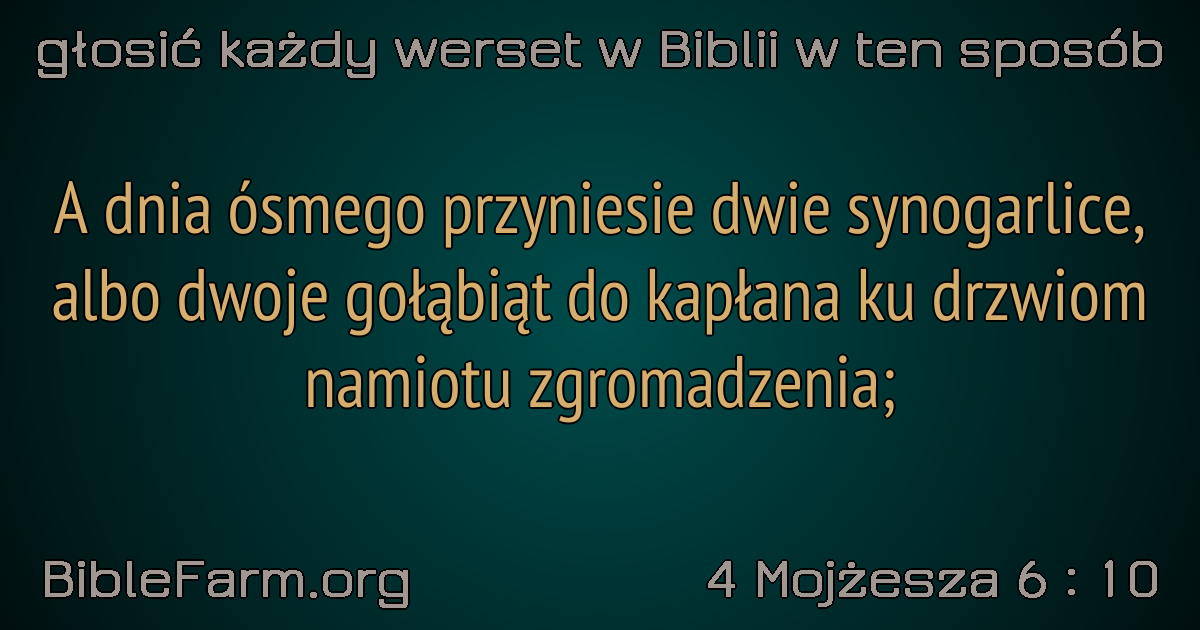 głosić każdy werset w Biblii w ten sposób
A dnia ósmego przyniesie dwie synogarlice,
albo dwoje gołąbiąt do kapłana ku drzwiom
namiotu zgromadzenia;
BibleFarm.org
4 Mojżesza 6 : 10